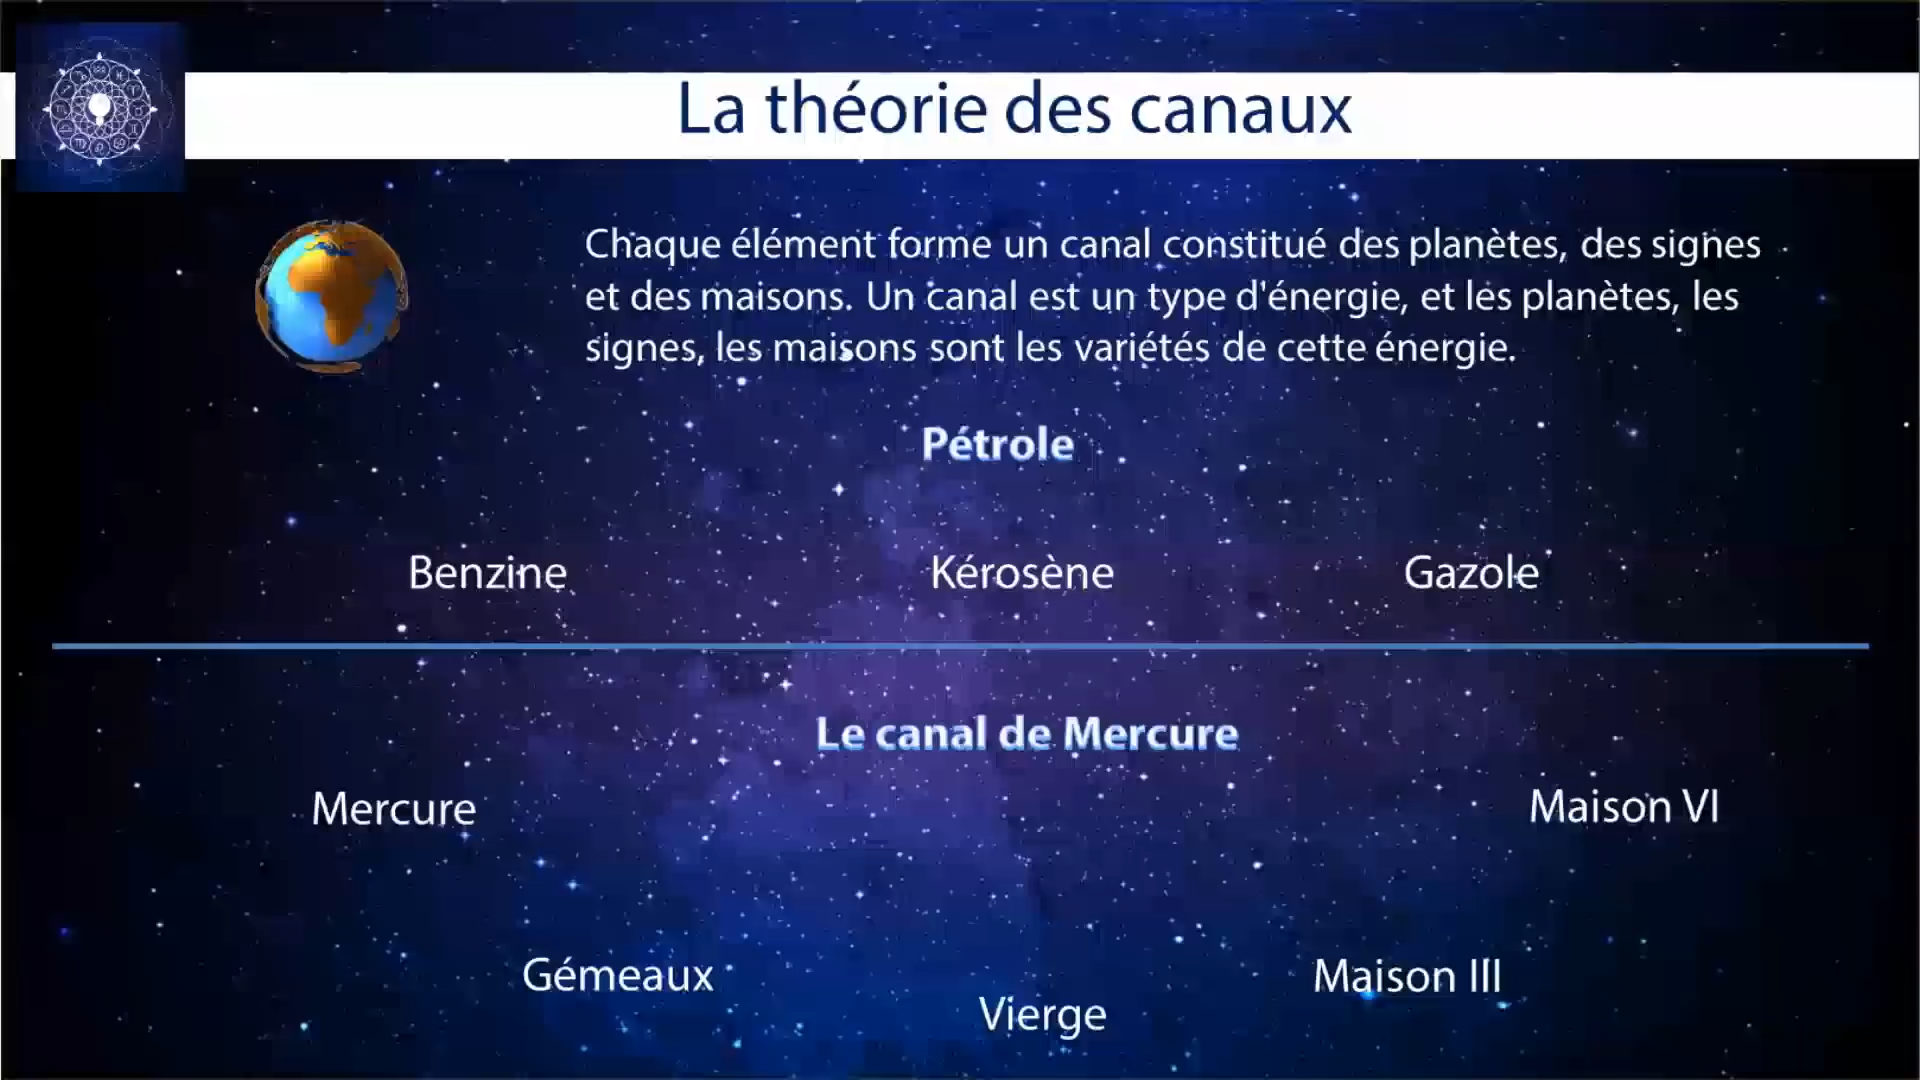 La théorie des canaux
Chaque élément forme un canal constitué des planètes, des signes
et des maisons. Un canal est un type d'énergie, et les planètes, les
signes, les maisons sont les variétés de cette énergie.
Pétrole
Benzine
Kérosène
Gazole
Le canal de Mercure
Mercure
Maison VI
Gémeaux
Maison III
Vierge